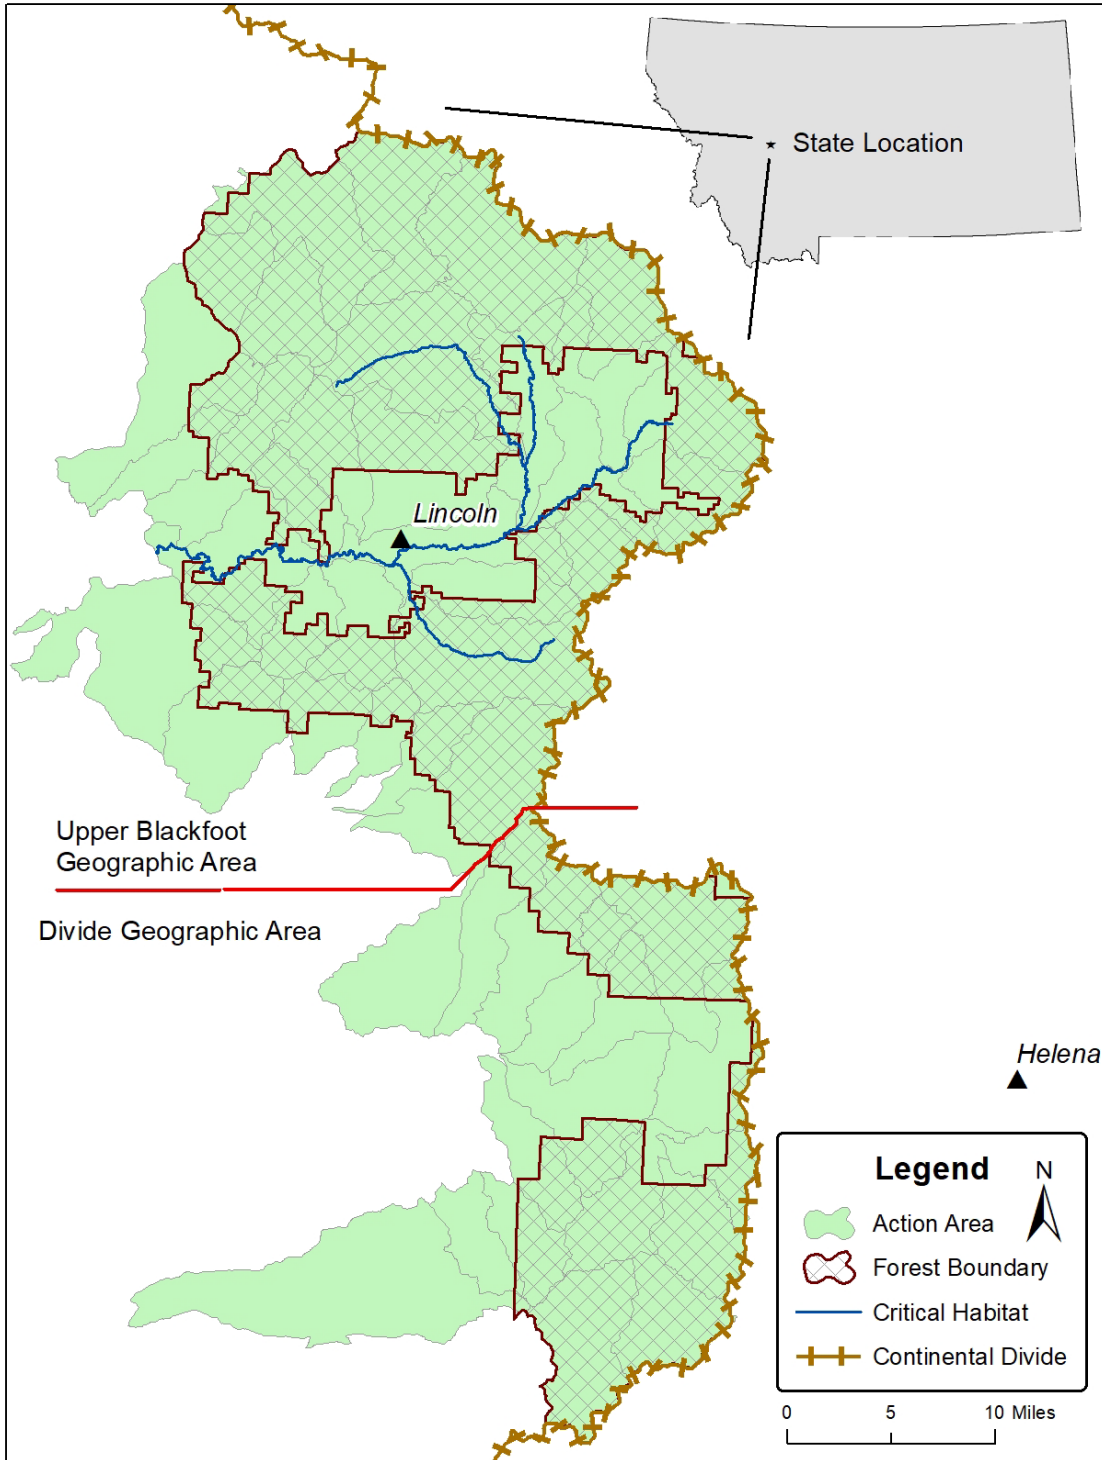 State Location
Lincoln
Upper Blackfoot
Geographic Area
Divide Geographic Area
Helena
Legend
N
Action Area
Forest Boundary
Critical Habitat
Continental Divide
0 5 10 Miles